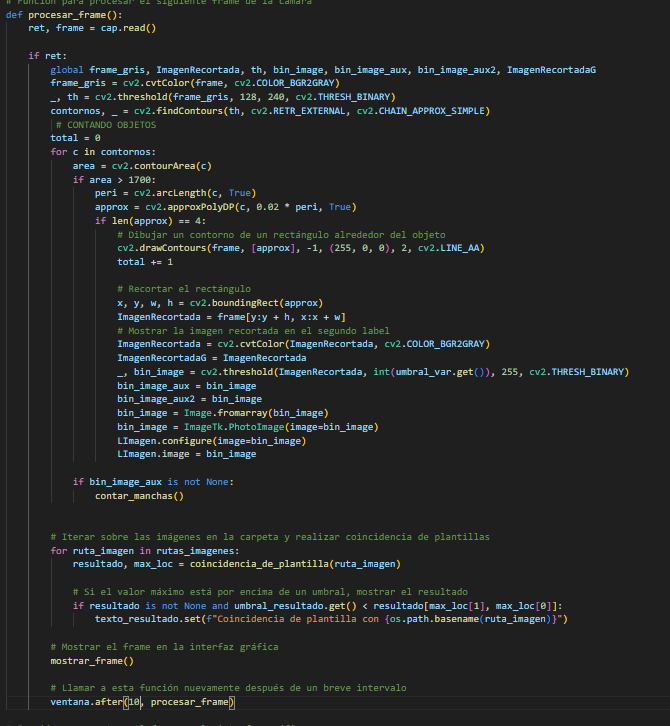 # Función para procesar el siguiente frame de la cámara
def procesar_frame():
    ret, frame = cap.read()

    if ret:
        global frame_gris, ImagenRecortada, th, bin_image, bin_image_aux, bin_image_aux2, ImagenRecortadaG
        frame_gris = cv2.cvtColor(frame, cv2.COLOR_BGR2GRAY)
        _, th = cv2.threshold(frame_gris, 128, 240, cv2.THRESH_BINARY)
        contornos, _ = cv2.findContours(th, cv2.RETR_EXTERNAL, cv2.CHAIN_APPROX_SIMPLE)
         # CONTANDO OBJETOS
        total = 0
        for c in contornos:
            area = cv2.contourArea(c)
            if area > 1700:
                peri = cv2.arcLength(c, True)
                approx = cv2.approxPolyDP(c, 0.02 * peri, True)
                if len(approx) == 4:
                    # Dibujar un contorno de un rectángulo alrededor del objeto
                    cv2.drawContours(frame, [approx], -1, (255, 0, 0), 2, cv2.LINE_AA)
                    total += 1

                    # Recortar el rectángulo
                    x, y, w, h = cv2.boundingRect(approx)
                    ImagenRecortada = frame[y:y + h, x:x + w]
                    # Mostrar la imagen recortada en el segundo label
                    ImagenRecortada = cv2.cvtColor(ImagenRecortada, cv2.COLOR_BGR2GRAY)
                    ImagenRecortadaG = ImagenRecortada
                    _, bin_image = cv2.threshold(ImagenRecortada, int(umbral_var.get()), 255, cv2.THRESH_BINARY)
                    bin_image_aux = bin_image
                    bin_image_aux2 = bin_image
                    bin_image = Image.fromarray(bin_image)
                    bin_image = ImageTk.PhotoImage(image=bin_image)
                    LImagen.configure(image=bin_image)
                    LImagen.image = bin_image

            if bin_image_aux is not None:
                contar_manchas()

        # Iterar sobre las imágenes en la carpeta y realizar coincidencia de plantillas
        for ruta_imagen in rutas_imagenes:
            resultado, max_loc = coincidencia_de_plantilla(ruta_imagen)

            # Si el valor máximo está por encima de un umbral, mostrar el resultado
            if resultado is not None and umbral_resultado.get() < resultado[max_loc[1], max_loc[0]]:
                texto_resultado.set(f"Coincidencia de plantilla con {os.path.basename(ruta_imagen)}")

        # Mostrar el frame en la interfaz gráfica
        mostrar_frame()

        # Llamar a esta función nuevamente después de un breve intervalo
        ventana.after(10, procesar_frame)